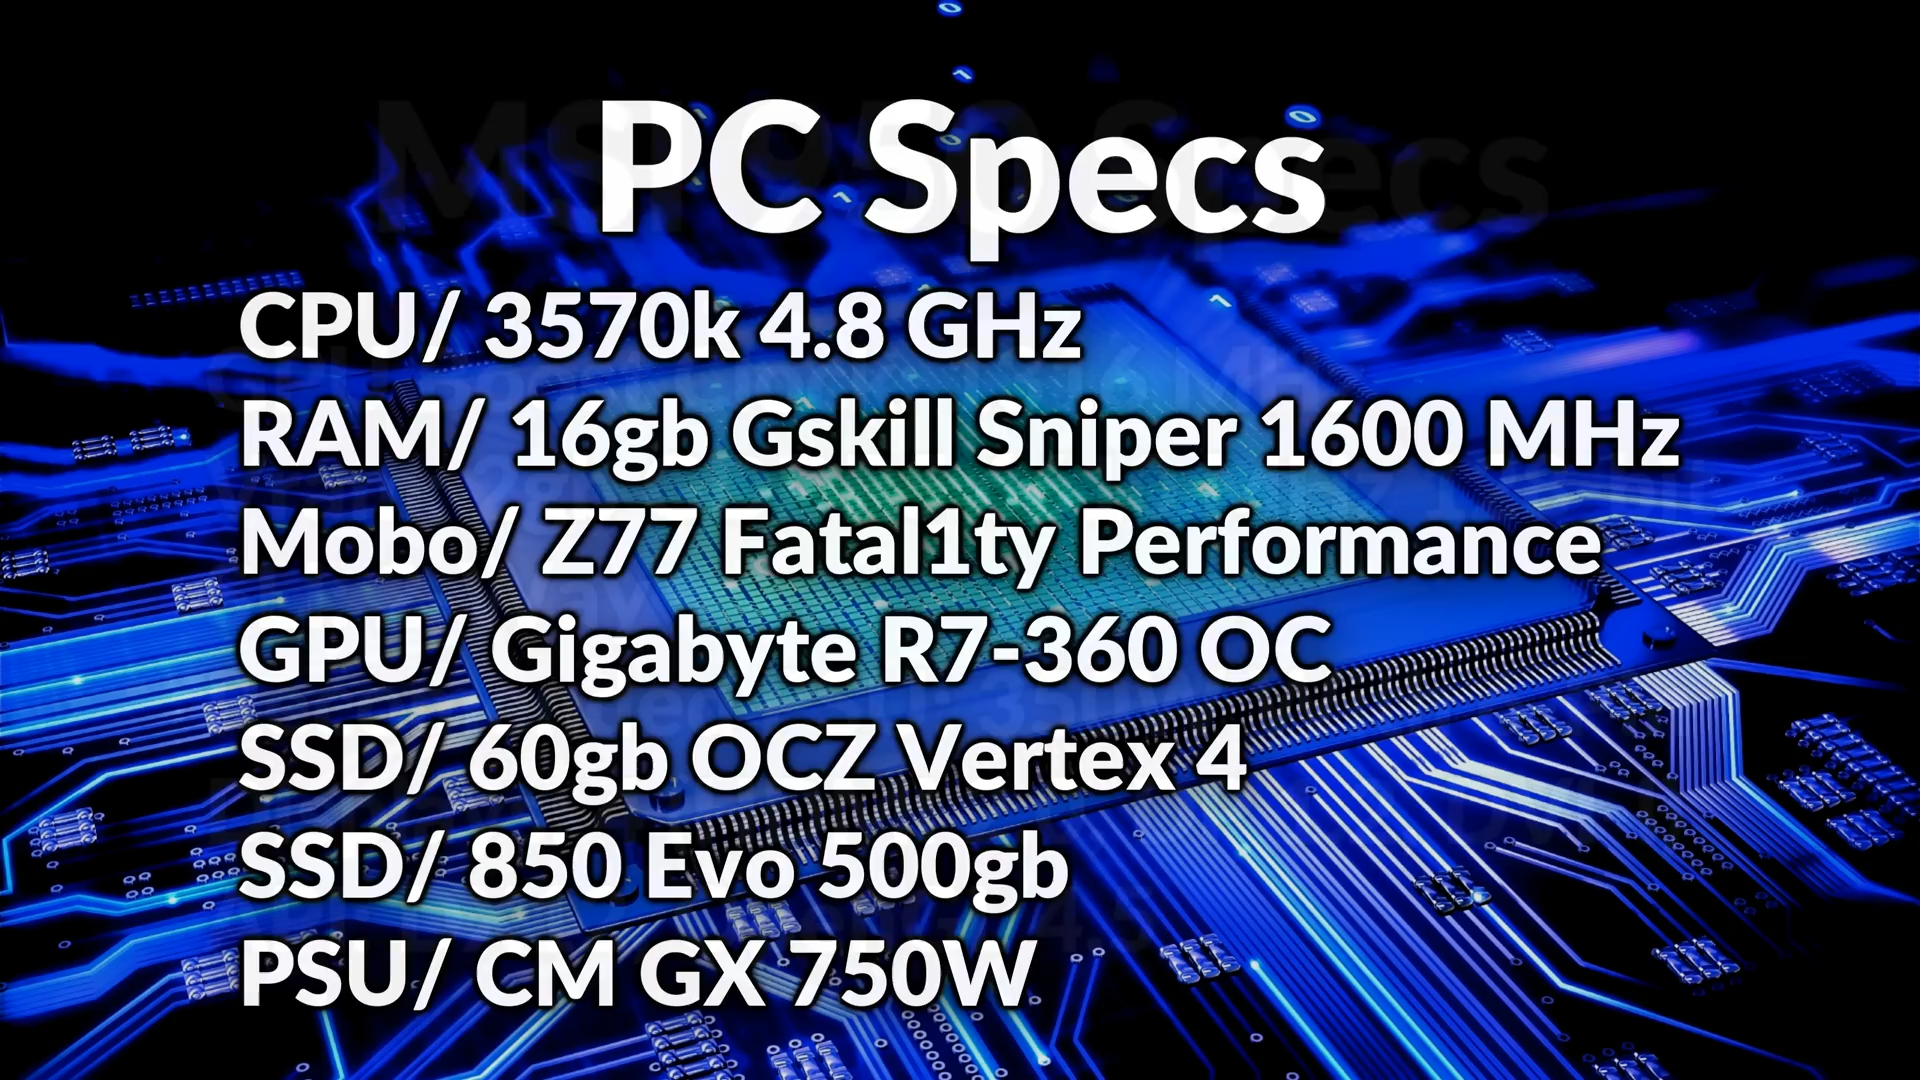 PC Specs
CPU/ 3570k 4.8 GHz
RAM/ 16gb Gskill Sniper 1600 MHz
Mobo/ Z77 Fatal1ty Performance
GPU/ Gigabyte R7-360 OC
SSD/ 60gb OCZ Vertex 4
SSD/ 850 Evo 500gb
PSU/ CM GX 750W